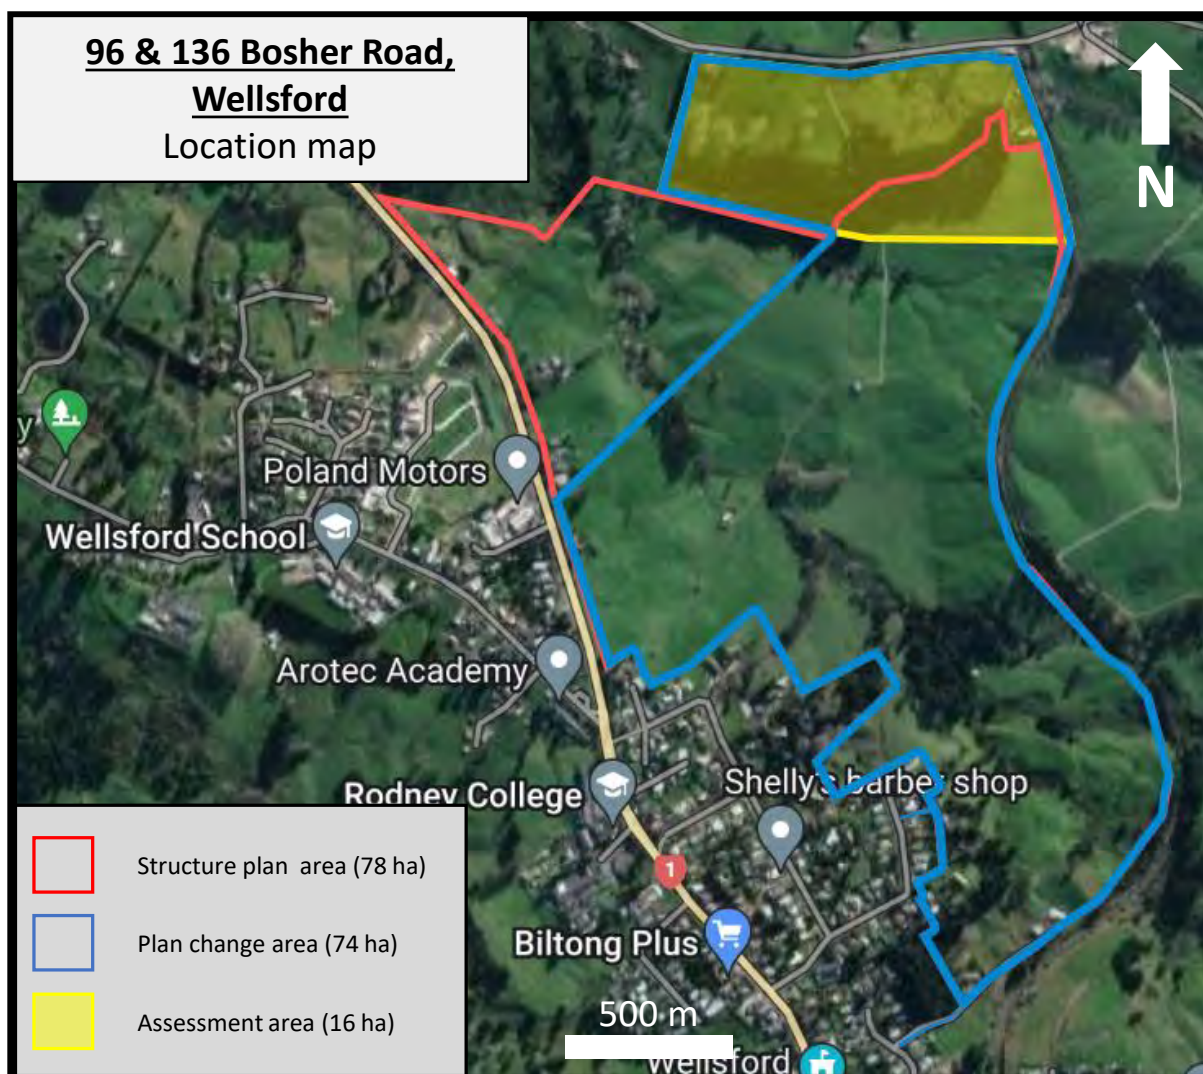 96 & 136 Bosher Road,
Wellsford
Location map
N
y
Poland Motors
Wellsford School
Arotec Academy
Rodney College
Shelly's barber shop
1
Biltong Plus
500 m
Wellsford
Structure plan area (78 ha)
Plan change area (74 ha)
Assessment area (16 ha)